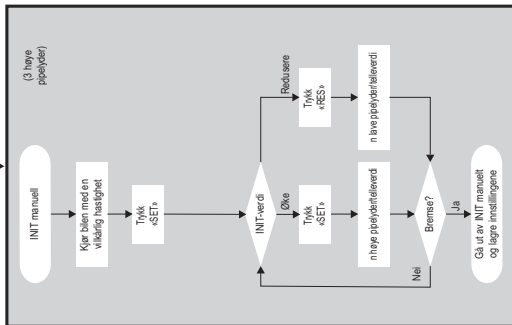 (3 høye
pipelyder)
INIT manuell
Kjør bilen med en
vilkårlig hastighet
Trykk
«SET»
INIT-verdi
Øke
Redusere
Trykk
«SET»
Trykk
«RES»
n høye pipelyder/telleverdi
n lave pipelyder/telleverdi
Bremse?
Nei
Ja
Gå ut av INIT manuelt
og lagre innstillingene